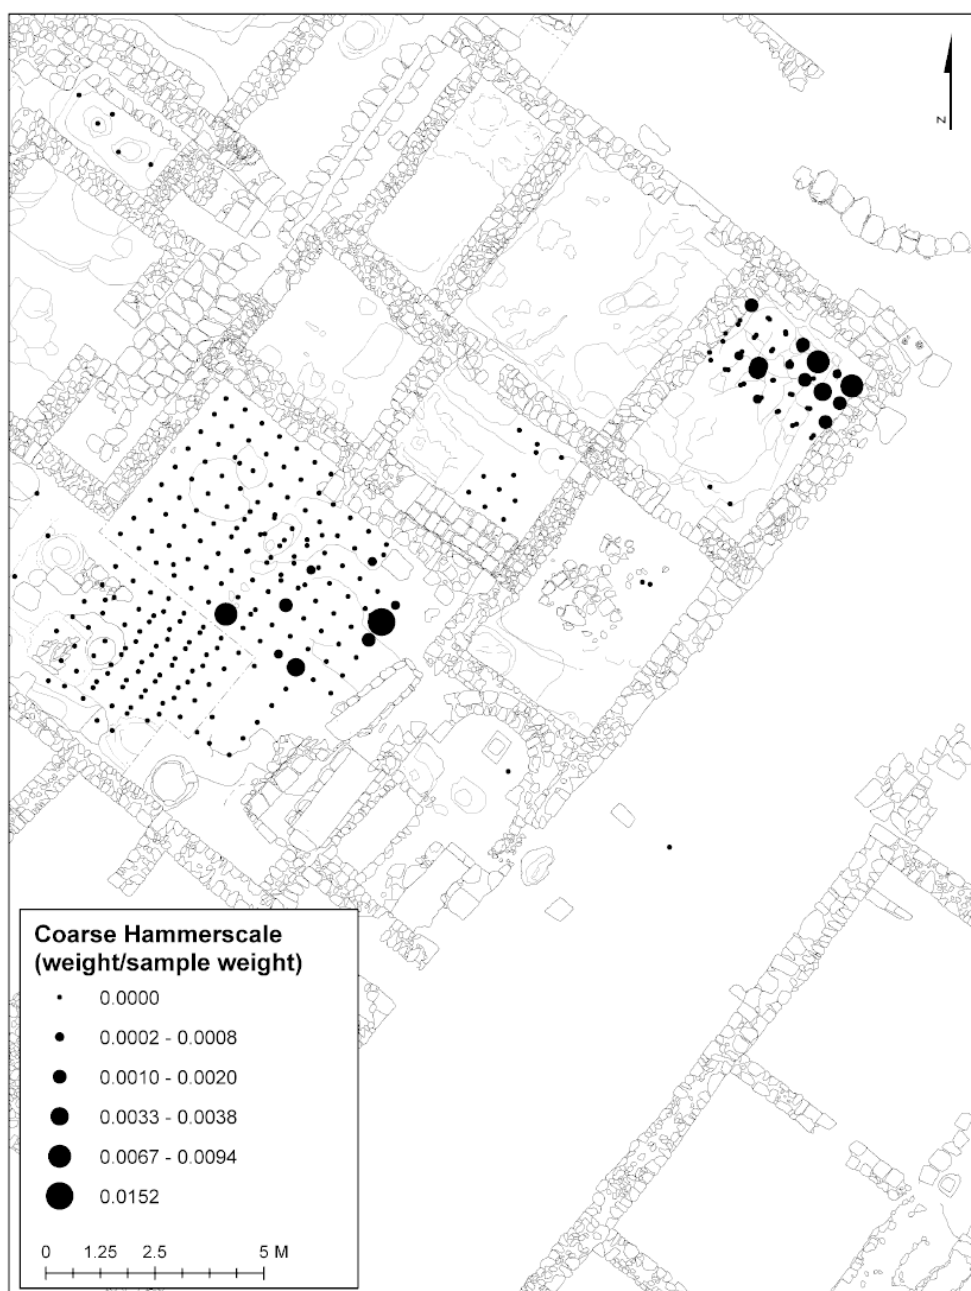 N
Coarse Hammerscale
(weight/sample weight)
0.0000
0.0002 - 0.0008
0.0010 - 0.0020
0.0033 - 0.0038
0.0067 - 0.0094
0.0152
0 1.25 2.5 5 M